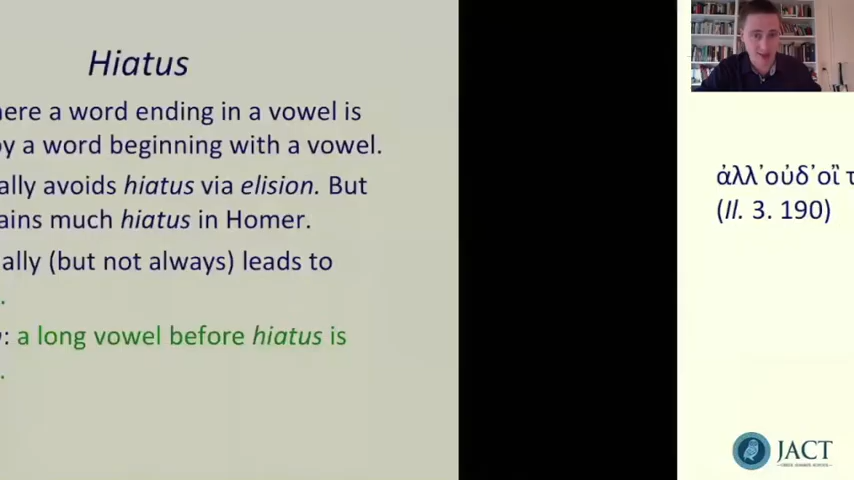 Hiatus
here a word ending in a vowel is
by a word beginning with a vowel.
ally avoids hiatus via elision. But
ains much hiatus in Homer.
ally (but not always) leads to
.
: a long vowel before hiatus is
.
ἀλλ᾽οὐδ᾽οἳ τ
(Il. 3. 190)
JACT